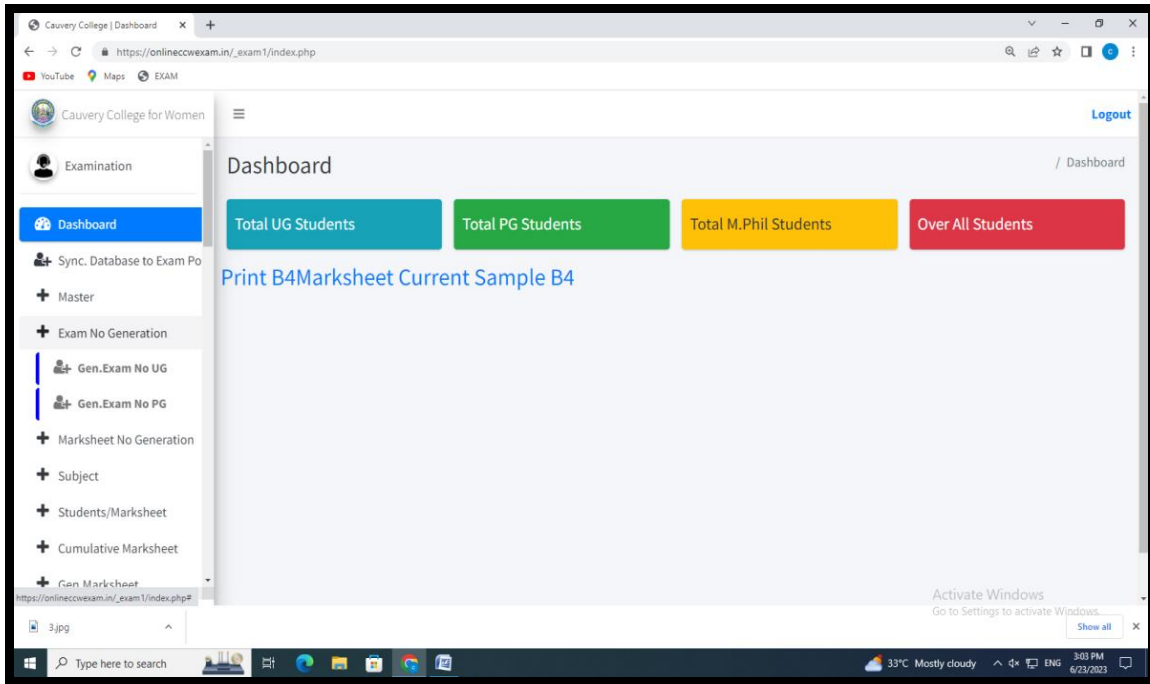 Cauvery College | Dashboard
https://onlineccwexam.in/_exam1/index.php
YouTube Maps EXAM
Cauvery College for Women
Logout
Examination
Dashboard
/ Dashboard
Dashboard
Total UG Students
Total PG Students
Total M.Phil Students
Over All Students
Sync. Database to Exam Po
Print B4Marksheet Current Sample B4
Master
Exam No Generation
Gen.Exam No UG
Gen.Exam No PG
Marksheet No Generation
Subject
Students/Marksheet
Cumulative Marksheet
Gen Marksheet
https://onlineccwexam.in/_exam1/index.php#
Activate Windows
Go to Settings to activate Windows.
3.jpg
Show all
Type here to search
33°C Mostly cloudy
ENG
3:03 PM
6/23/2023